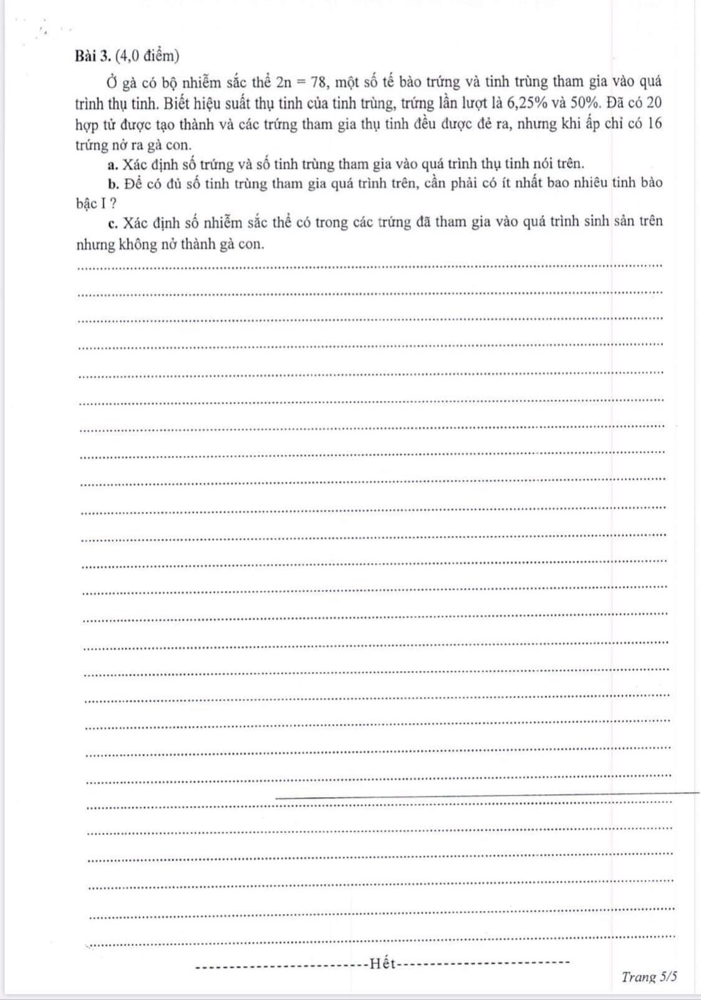 Bài 3. (4,0 điểm)
Ở gà có bộ nhiễm sắc thể 2n = 78, một số tế bào trứng và tinh trùng tham gia vào quá
trình thụ tinh. Biết hiệu suất thụ tinh của tinh trùng, trứng lần lượt là 6,25% và 50%. Đã có 20
hợp tử được tạo thành và các trứng tham gia thụ tinh đều được đẻ ra, nhưng khi ấp chỉ có 16
trứng nở ra gà con.
a. Xác định số trứng và số tinh trùng tham gia vào quá trình thụ tinh nói trên.
b. Để có đủ số tinh trùng tham gia quá trình trên, cần phải có ít nhất bao nhiêu tinh bào
bậc I ?
c. Xác định số nhiễm sắc thể có trong các trứng đã tham gia vào quá trình sinh sản trên
nhưng không nở thành gà con.
Hết
Trang 5/5